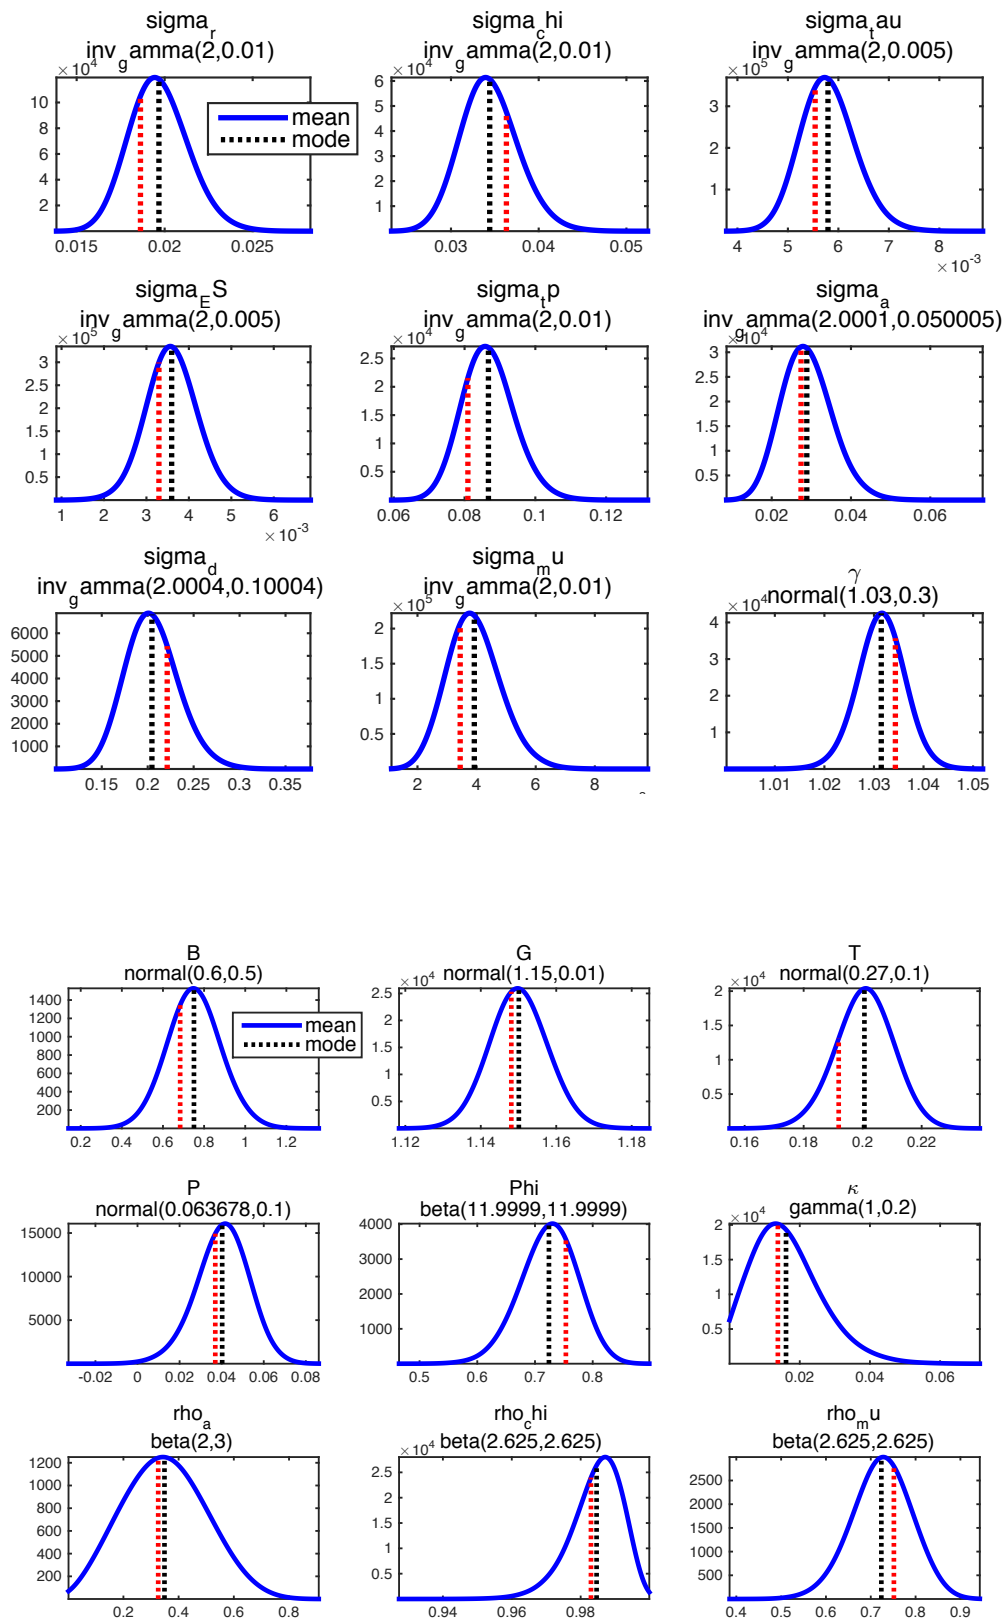 sigma_r
inv_gamma(2,0.01)
×10^4
10
8
6
4
2
0.015 0.02 0.025
mean
mode
sigma_chi
inv_gamma(2,0.01)
×10^4
6
5
4
3
2
1
0.03 0.04 0.05
sigma_tau
inv_gamma(2,0.005)
×10^5
3
2
1
4 5 6 7 8
×10^-3
sigma_ES
inv_gamma(2,0.005)
×10^5
3
2.5
2
1.5
1
0.5
1 2 3 4 5 6
×10^-3
sigma_tp
inv_gamma(2,0.01)
×10^4
2.5
2
1.5
1
0.5
0.06 0.08 0.1 0.12
sigma_a
inv_gamma(2.0001,0.050005)
×10^4
3
2.5
2
1.5
1
0.5
0.02 0.04 0.06
sigma_d
inv_gamma(2.0004,0.10004)
6000
5000
4000
3000
2000
1000
0.15 0.2 0.25 0.3 0.35
sigma_mu
inv_gamma(2,0.01)
×10^5
2
1.5
1
0.5
2 4 6 8
γ
normal(1.03,0.3)
×10^4
4
3
2
1
1.01 1.02 1.03 1.04 1.05
B
normal(0.6,0.5)
1400
1200
1000
800
600
400
200
0.2 0.4 0.6 0.8 1 1.2
mean
mode
G
normal(1.15,0.01)
×10^4
2.5
2
1.5
1
0.5
1.12 1.14 1.16 1.18
T
normal(0.27,0.1)
×10^4
2
1.5
1
0.5
0.16 0.18 0.2 0.22
P
normal(0.063678,0.1)
15000
10000
5000
-0.02 0 0.02 0.04 0.06 0.08
Phi
beta(11.9999,11.9999)
4000
3000
2000
1000
0.5 0.6 0.7 0.8
κ
gamma(1,0.2)
×10^4
2
1.5
1
0.5
0.02 0.04 0.06
rho_a
beta(2,3)
1200
1000
800
600
400
200
0.2 0.4 0.6 0.8
rho_chi
beta(2.625,2.625)
×10^4
2.5
2
1.5
1
0.5
0.94 0.96 0.98
rho_mu
beta(2.625,2.625)
2500
2000
1500
1000
500
0.4 0.5 0.6 0.7 0.8 0.9